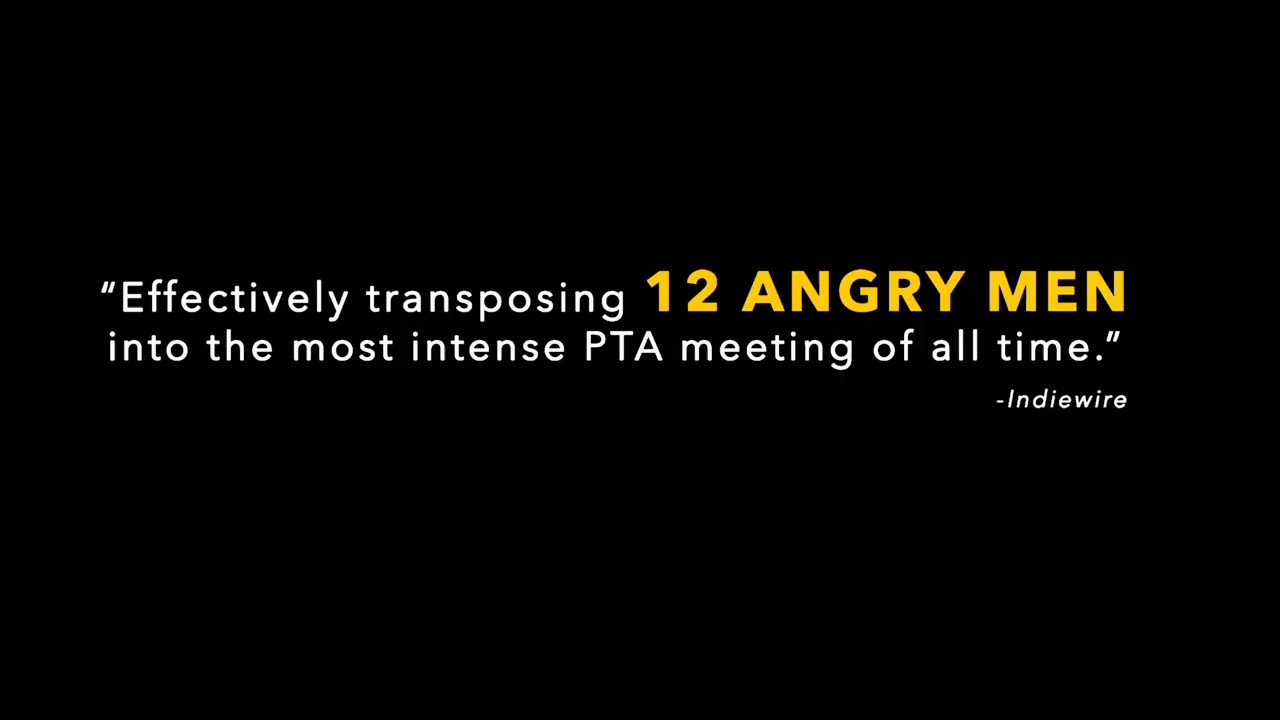 “Effectively transposing 12 ANGRY MEN
into the most intense PTA meeting of all time.”
-Indiewire